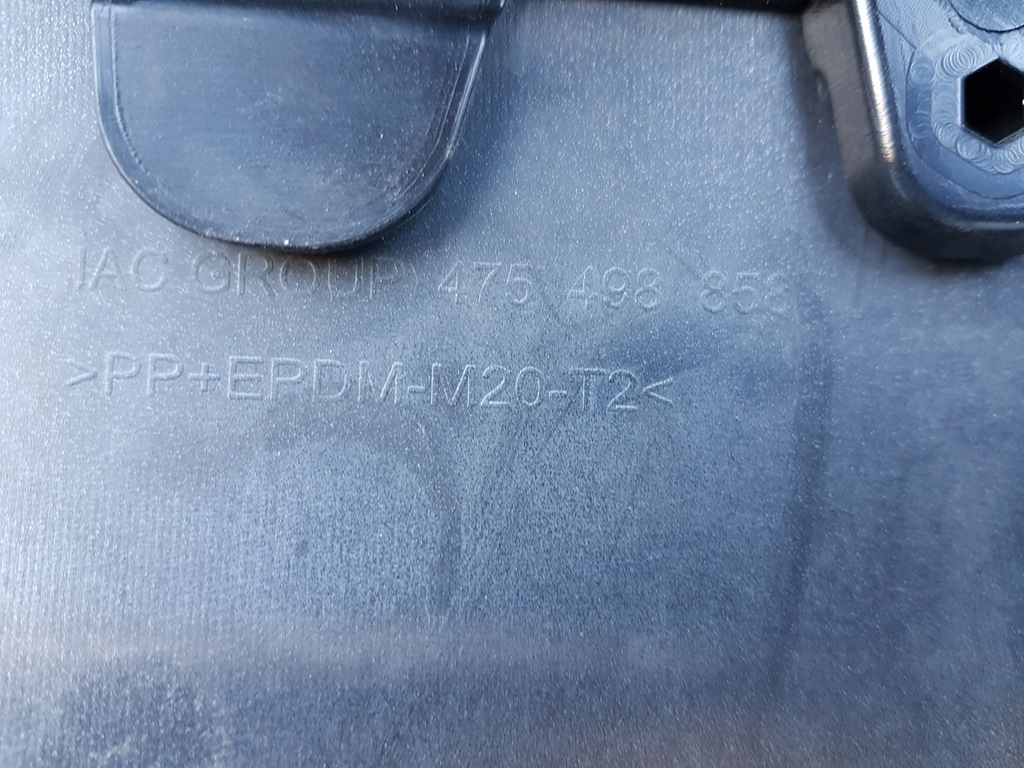 IAC GROUP 475 498 858
>PP+EPDM-M20-T2<